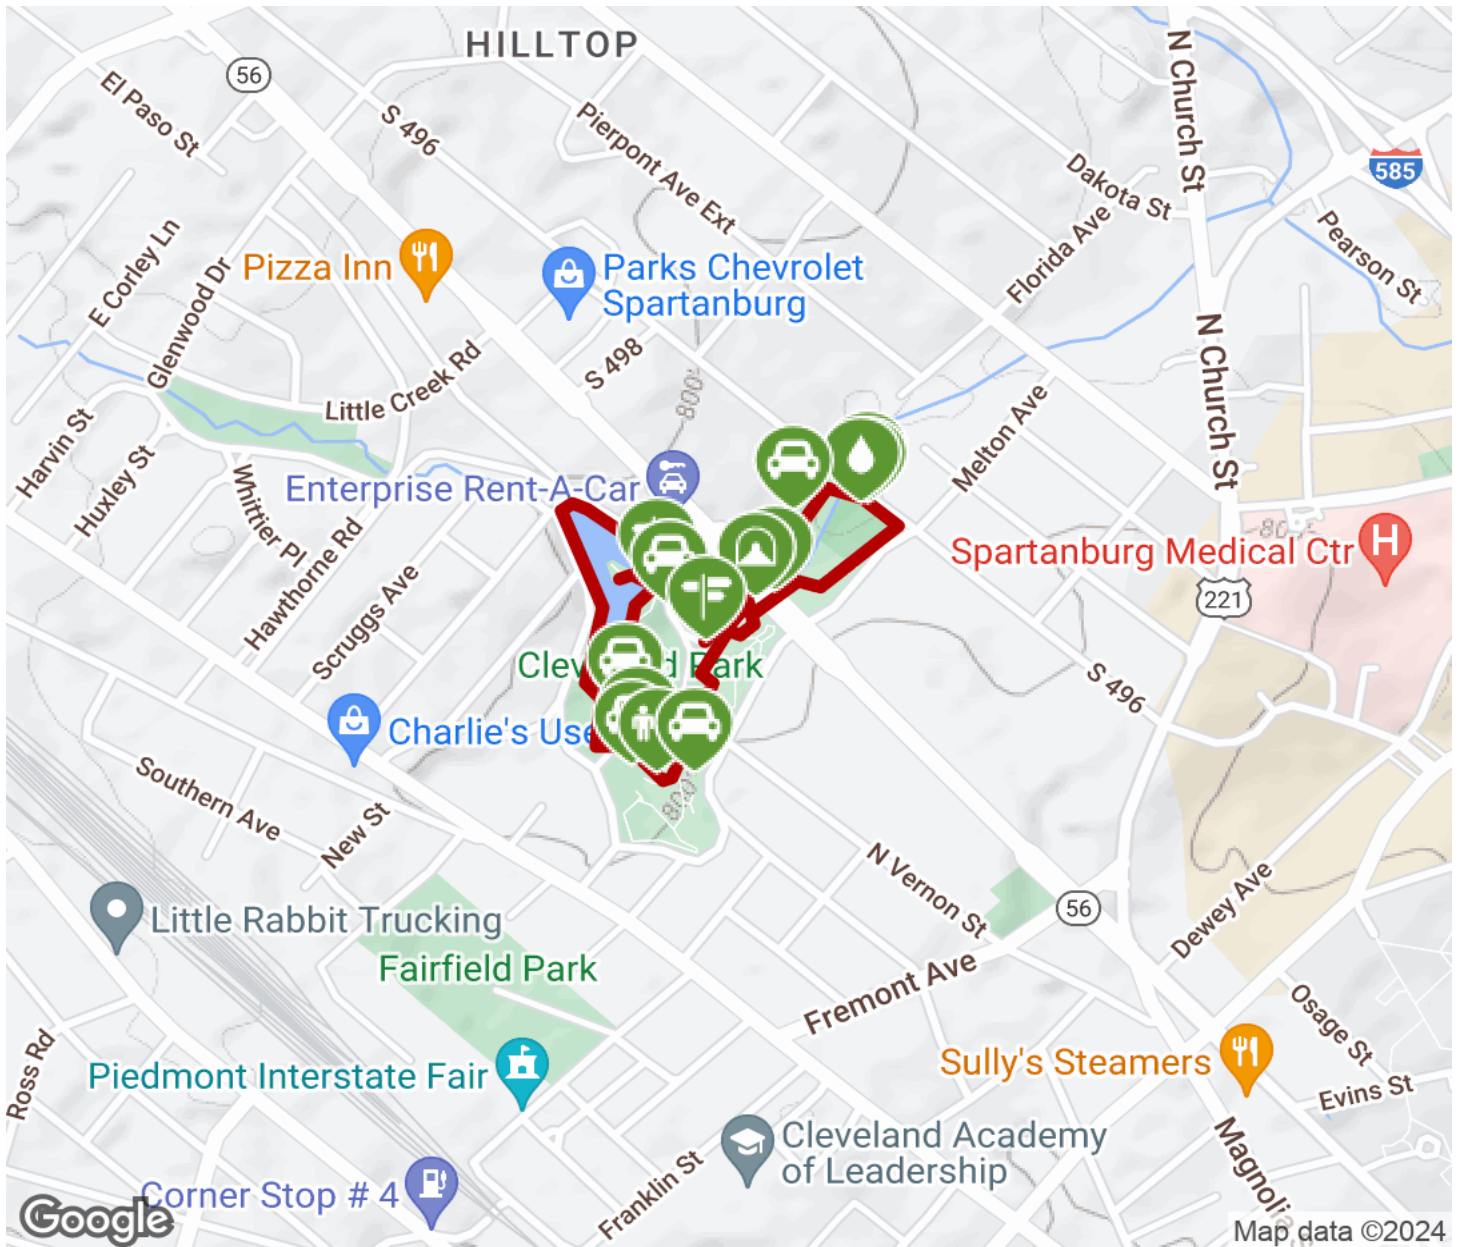 HILLTOP
56
El Paso St
S 496
Pierpont Ave Ext
N Church St
585
Dakota St
Florida Ave
Pearson St
E Corley Ln
Glenwood Dr
Pizza Inn
Parks Chevrolet
Spartanburg
N Church St
Little Creek Rd
S 498
800'
Harvin St
Huxley St
Whittier Pl
Hawthorne Rd
Enterprise Rent-A-Car
Melton Ave
Spartanburg Medical Ctr
H
221
Scruggs Ave
Clev d Park
S 496
Charlie's Use
Southern Ave
New St
800
N Vernon St
56
Dewey Ave
Little Rabbit Trucking
Fairfield Park
Fremont Ave
Osage St
Ross Rd
Piedmont Interstate Fair
Sully's Steamers
Evins St
Cleveland Academy
of Leadership
Magnolia S
Corner Stop # 4
Franklin St
Google
Map data ©2024